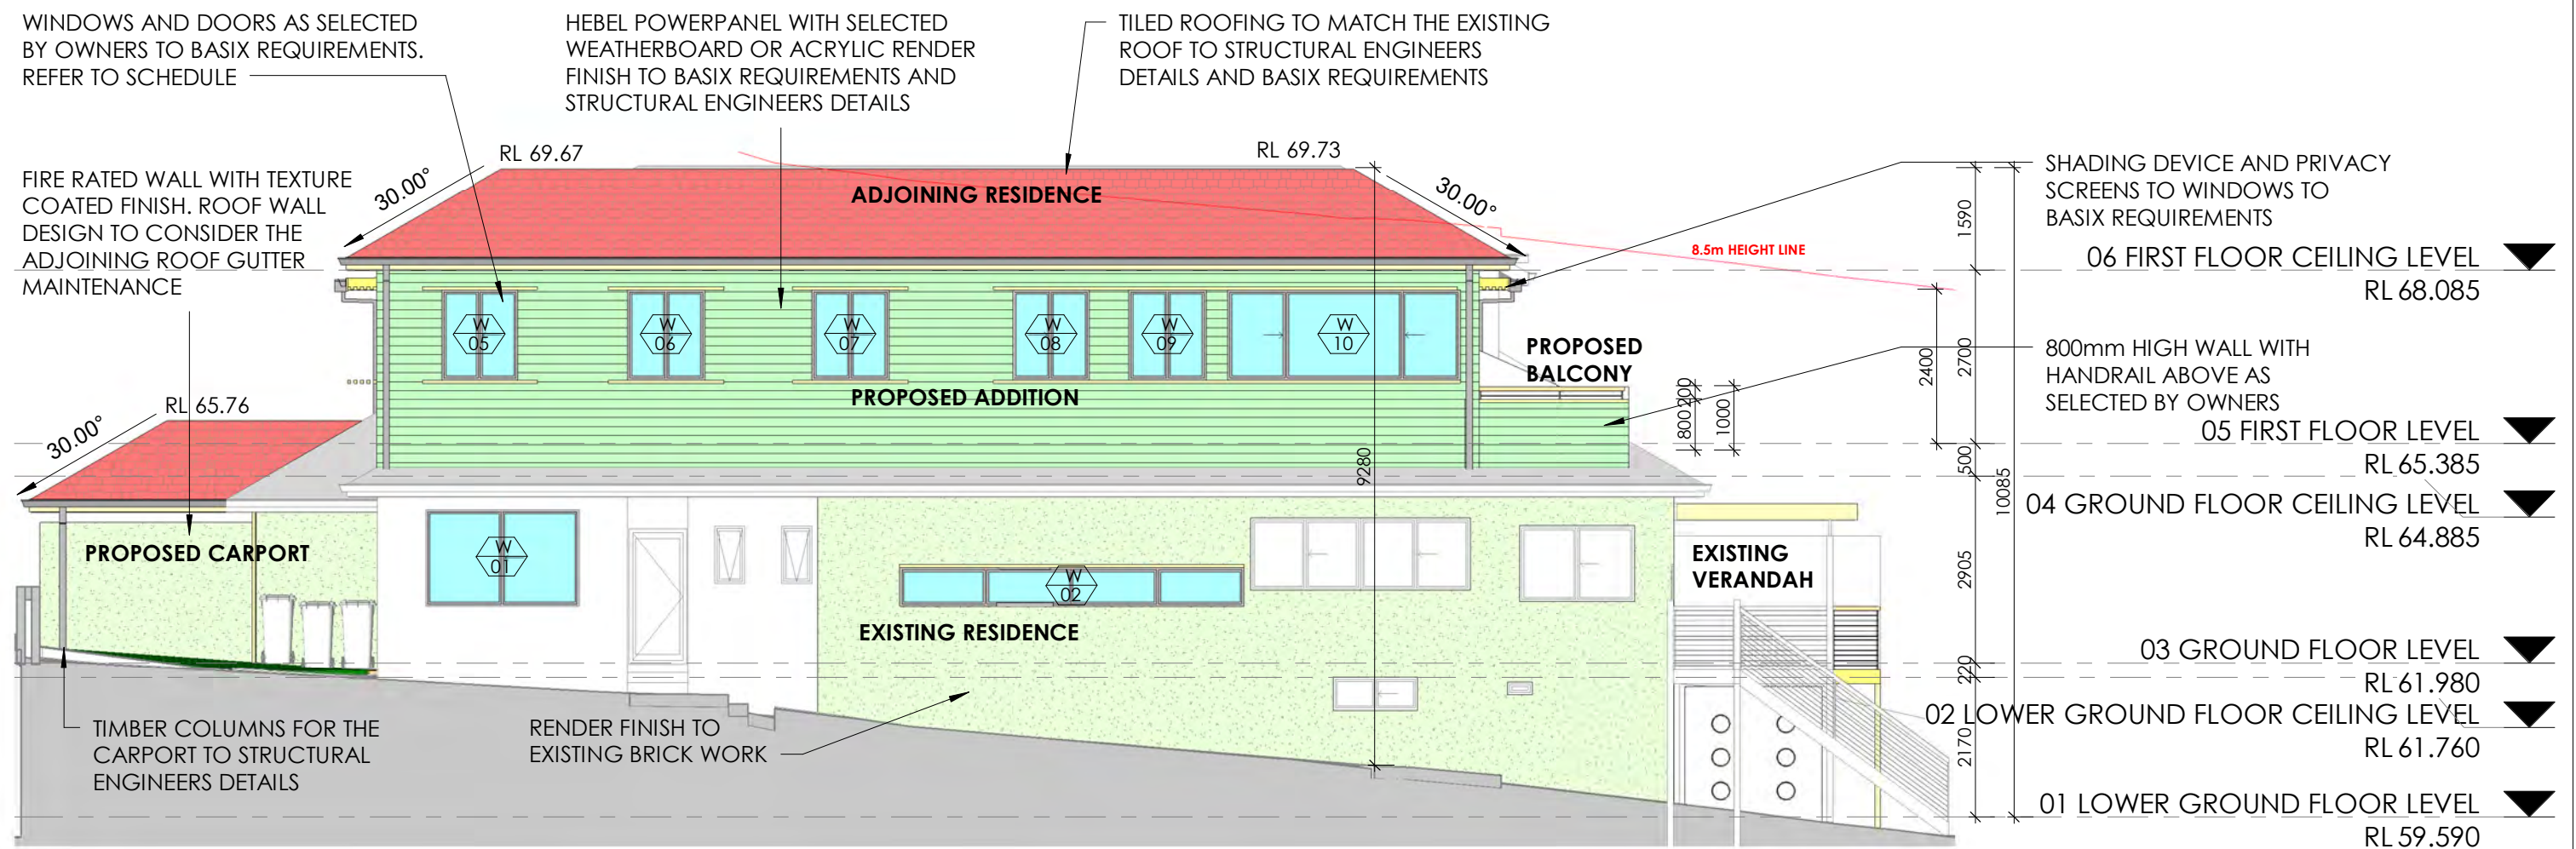 WINDOWS AND DOORS AS SELECTED
BY OWNERS TO BASIX REQUIREMENTS.
REFER TO SCHEDULE
HEBEL POWERPANEL WITH SELECTED
WEATHERBOARD OR ACRYLIC RENDER
FINISH TO BASIX REQUIREMENTS AND
STRUCTURAL ENGINEERS DETAILS
TILED ROOFING TO MATCH THE EXISTING
ROOF TO STRUCTURAL ENGINEERS
DETAILS AND BASIX REQUIREMENTS
FIRE RATED WALL WITH TEXTURE
COATED FINISH. ROOF WALL
DESIGN TO CONSIDER THE
ADJOINING ROOF GUTTER
MAINTENANCE
RL 69.67
RL 69.73
30.00°
30.00°
ADJOINING RESIDENCE
SHADING DEVICE AND PRIVACY
SCREENS TO WINDOWS TO
BASIX REQUIREMENTS
8.5m HEIGHT LINE
1590
06 FIRST FLOOR CEILING LEVEL
RL 68.085
W
05
W
06
W
07
W
08
W
09
W
10
PROPOSED
BALCONY
PROPOSED ADDITION
2400
2700
800mm HIGH WALL WITH
HANDRAIL ABOVE AS
SELECTED BY OWNERS
200
800
1000
RL 65.76
30.00°
05 FIRST FLOOR LEVEL
RL 65.385
9280
500
10085
04 GROUND FLOOR CEILING LEVEL
RL 64.885
PROPOSED CARPORT
W
01
W
02
EXISTING
VERANDAH
2905
EXISTING RESIDENCE
03 GROUND FLOOR LEVEL
RL 61.980
220
02 LOWER GROUND FLOOR CEILING LEVEL
RL 61.760
2170
TIMBER COLUMNS FOR THE
CARPORT TO STRUCTURAL
ENGINEERS DETAILS
RENDER FINISH TO
EXISTING BRICK WORK
01 LOWER GROUND FLOOR LEVEL
RL 59.590